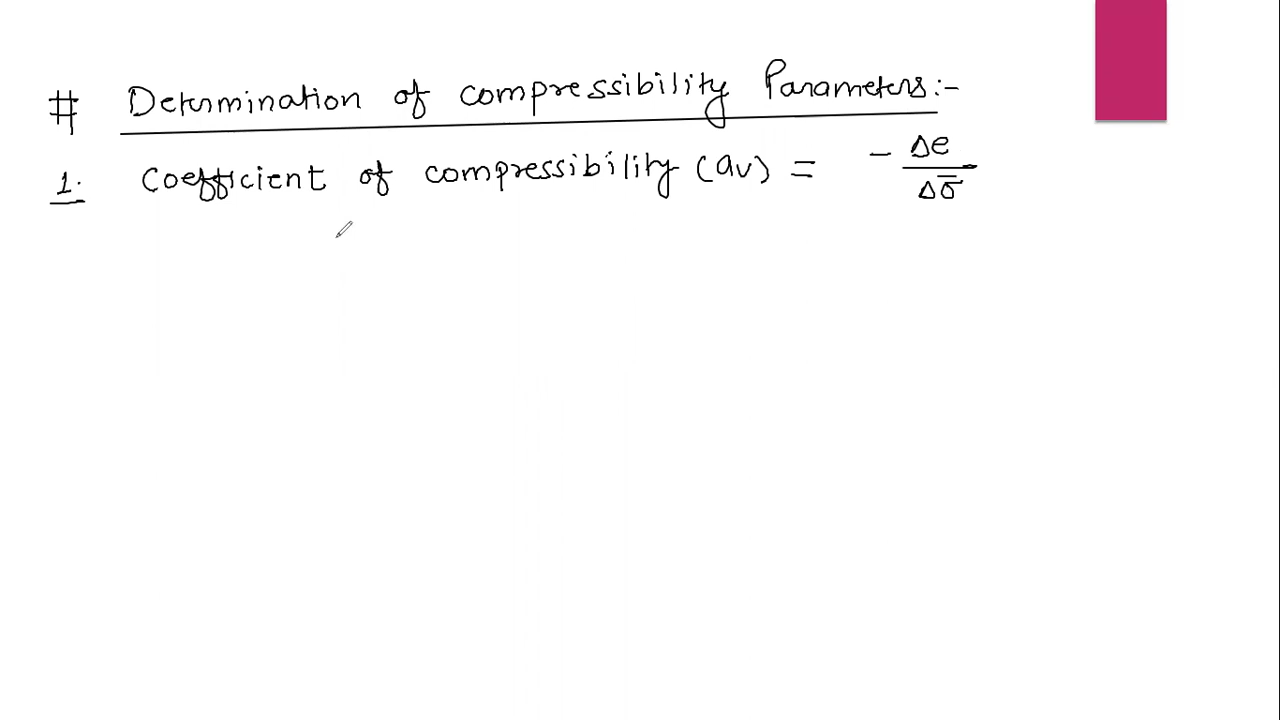 # Determination of compressibility Parameters:-
1. Coefficient of compressibility (av) = - Δe / Δσ̅